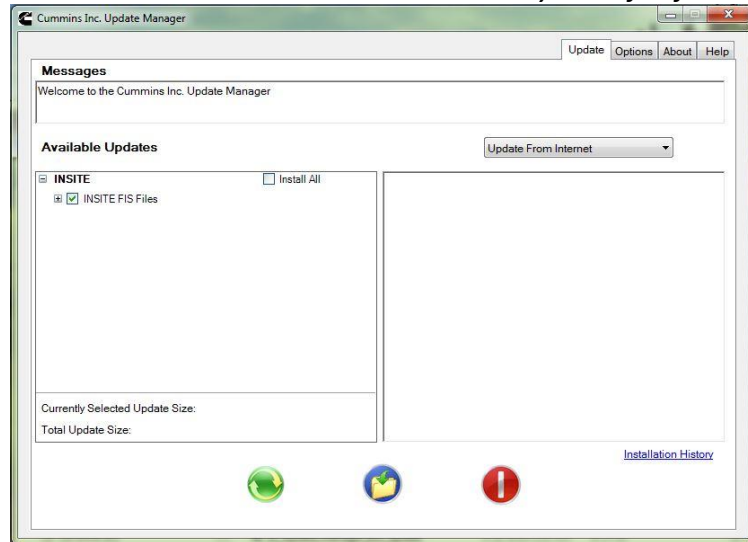 Cummins Inc. Update Manager
Update Options About Help
Messages
Welcome to the Cummins Inc. Update Manager
Available Updates
Update From Internet
INSITE
Install All
INSITE FIS Files
Currently Selected Update Size:
Total Update Size:
Installation History